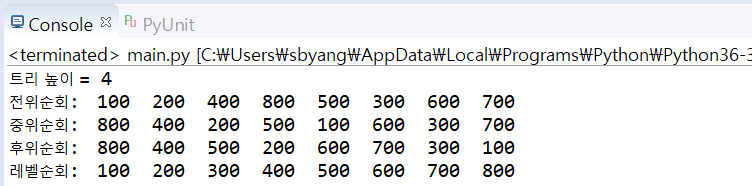 Console PyUnit
<terminated> main.py [C:₩Users₩sbyang₩AppData₩Local₩Programs₩Python₩Python36-3
트리 높이 = 4
전위순회: 100 200 400 800 500 300 600 700
중위순회: 800 400 200 500 100 600 300 700
후위순회: 800 400 500 200 600 700 300 100
레벨순회: 100 200 300 400 500 600 700 800